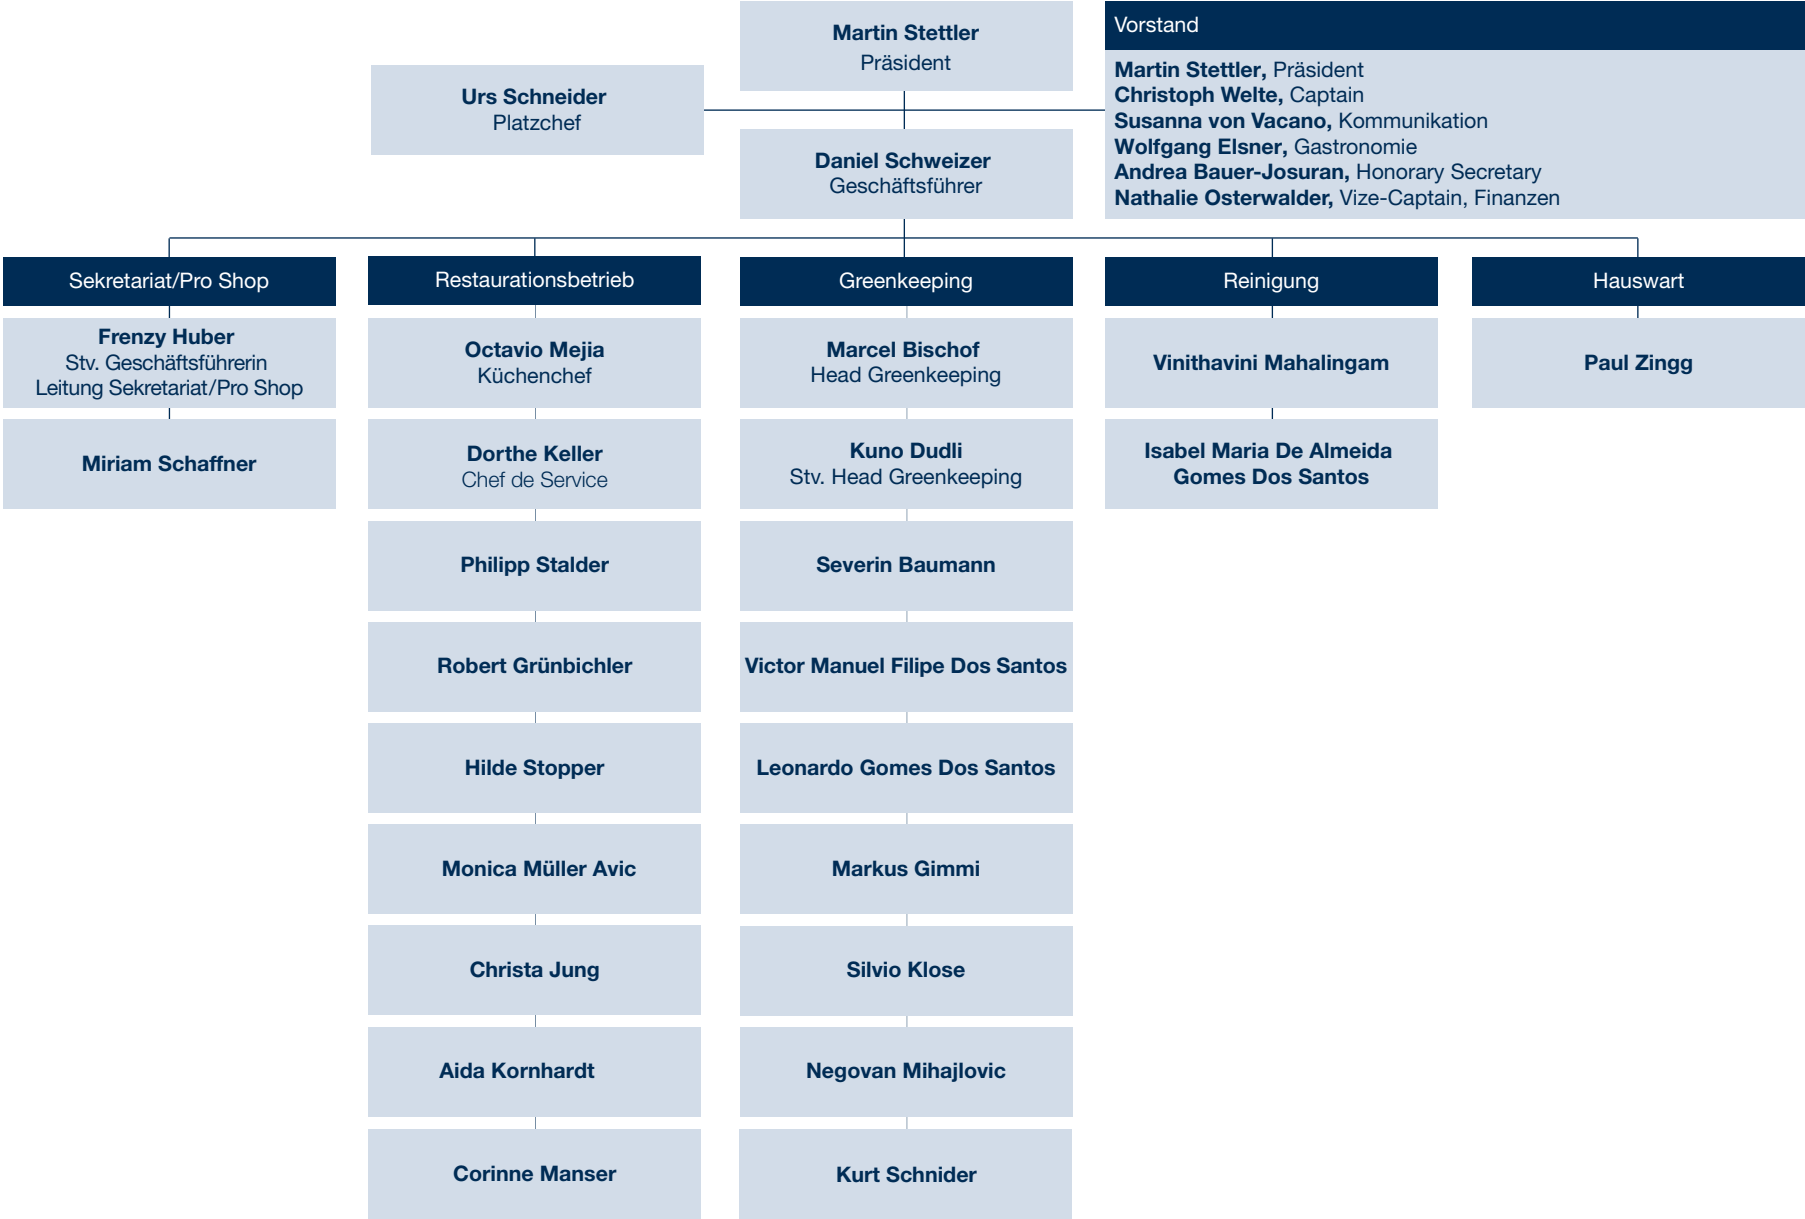 Martin Stettler
Präsident
Urs Schneider
Platzchef
Daniel Schweizer
Geschäftsführer
Vorstand
Martin Stettler, Präsident
Christoph Welte, Captain
Susanna von Vacano, Kommunikation
Wolfgang Elsner, Gastronomie
Andrea Bauer-Josuran, Honorary Secretary
Nathalie Osterwalder, Vize-Captain, Finanzen
Sekretariat/Pro Shop
Frenzy Huber
Stv. Geschäftsführerin
Leitung Sekretariat/Pro Shop
Miriam Schaffner
Restaurationsbetrieb
Octavio Mejia
Küchenchef
Dorthe Keller
Chef de Service
Philipp Stalder
Robert Grünbichler
Hilde Stopper
Monica Müller Avic
Christa Jung
Aida Kornhardt
Corinne Manser
Greenkeeping
Marcel Bischof
Head Greenkeeping
Kuno Dudli
Stv. Head Greenkeeping
Severin Baumann
Victor Manuel Filipe Dos Santos
Leonardo Gomes Dos Santos
Markus Gimmi
Silvio Klose
Negovan Mihajlovic
Kurt Schnider
Reinigung
Vinithavini Mahalingam
Isabel Maria De Almeida
Gomes Dos Santos
Hauswart
Paul Zingg